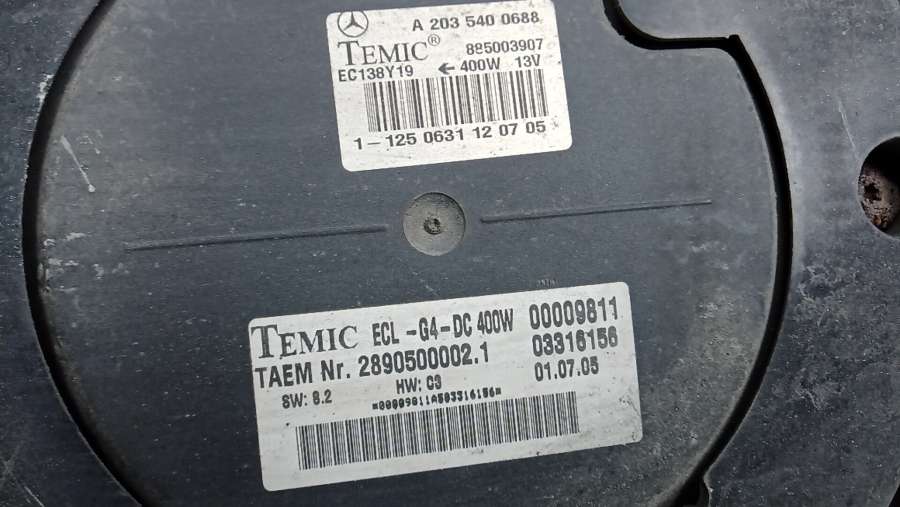 A 203 540 0688
TEMIC® 885003907
EC138Y19 ← 400W 13V
1-125 0631 12 07 05
TEMIC ECL -G4-DC 400W 00009811
TAEM Nr. 2890500002.1 03316156
SW: 8.2 HW: C3 01.07.05
*00009811A503316156*